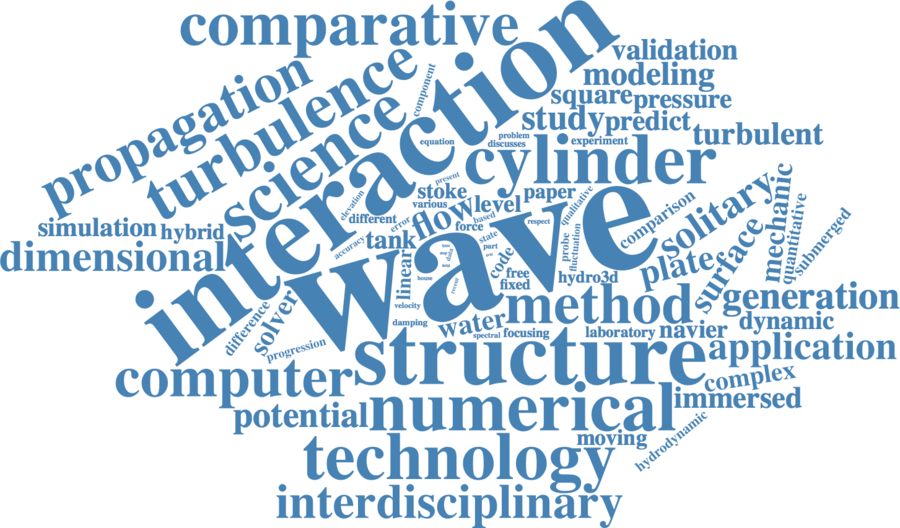 comparative
interaction
validation
modeling
square
pressure
propagation
turbulence
component
science
study
predict
turbulent
problem
discusses
experiment
equation
cylinder
present
stoke
various
level
paper
elevation
different
flow
based
force
respect
qualitative
comparison
solitary
mechanic
quantitative
submerged
simulation
hybrid
error
accuracy
tank
state
part
code
probe
fluctuation
surface
dimensional
linear
wave
free
fixed
hydro3d
plate
recent
velocity
method
generation
difference
solver
damping
water
spectral
focusing
laboratory
navier
dynamic
progression
structure
application
computer
complex
potential
numerical
immersed
moving
hydrodynamic
technology
interdisciplinary